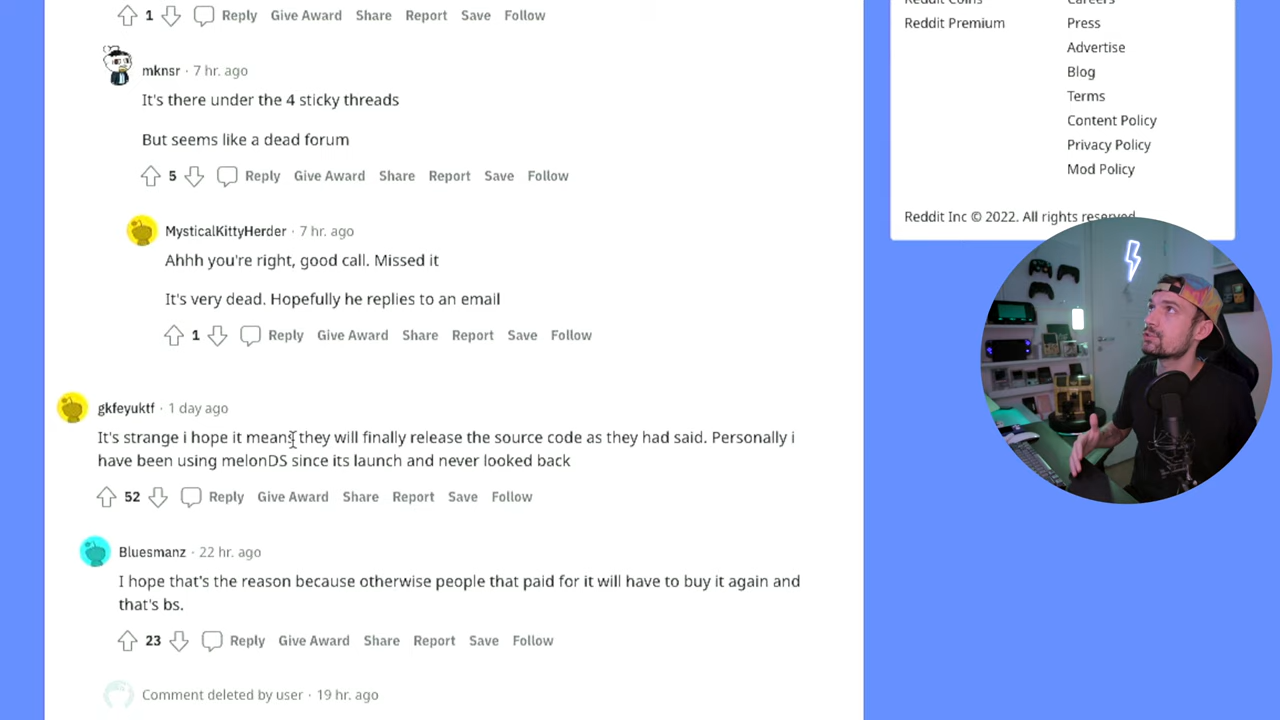 1 Reply Give Award Share Report Save Follow
mknsr · 7 hr. ago
It's there under the 4 sticky threads
But seems like a dead forum
5 Reply Give Award Share Report Save Follow
MysticalKittyHerder · 7 hr. ago
Ahhh you're right, good call. Missed it
It's very dead. Hopefully he replies to an email
1 Reply Give Award Share Report Save Follow
gkfeyuktf · 1 day ago
It's strange i hope it means they will finally release the source code as they had said. Personally i
have been using melonDS since its launch and never looked back
52 Reply Give Award Share Report Save Follow
Bluesmanz · 22 hr. ago
I hope that's the reason because otherwise people that paid for it will have to buy it again and
that's bs.
23 Reply Give Award Share Report Save Follow
Comment deleted by user · 19 hr. ago
Reddit Coins
Careers
Reddit Premium
Press
Advertise
Blog
Terms
Content Policy
Privacy Policy
Mod Policy
Reddit Inc © 2022. All rights reserved